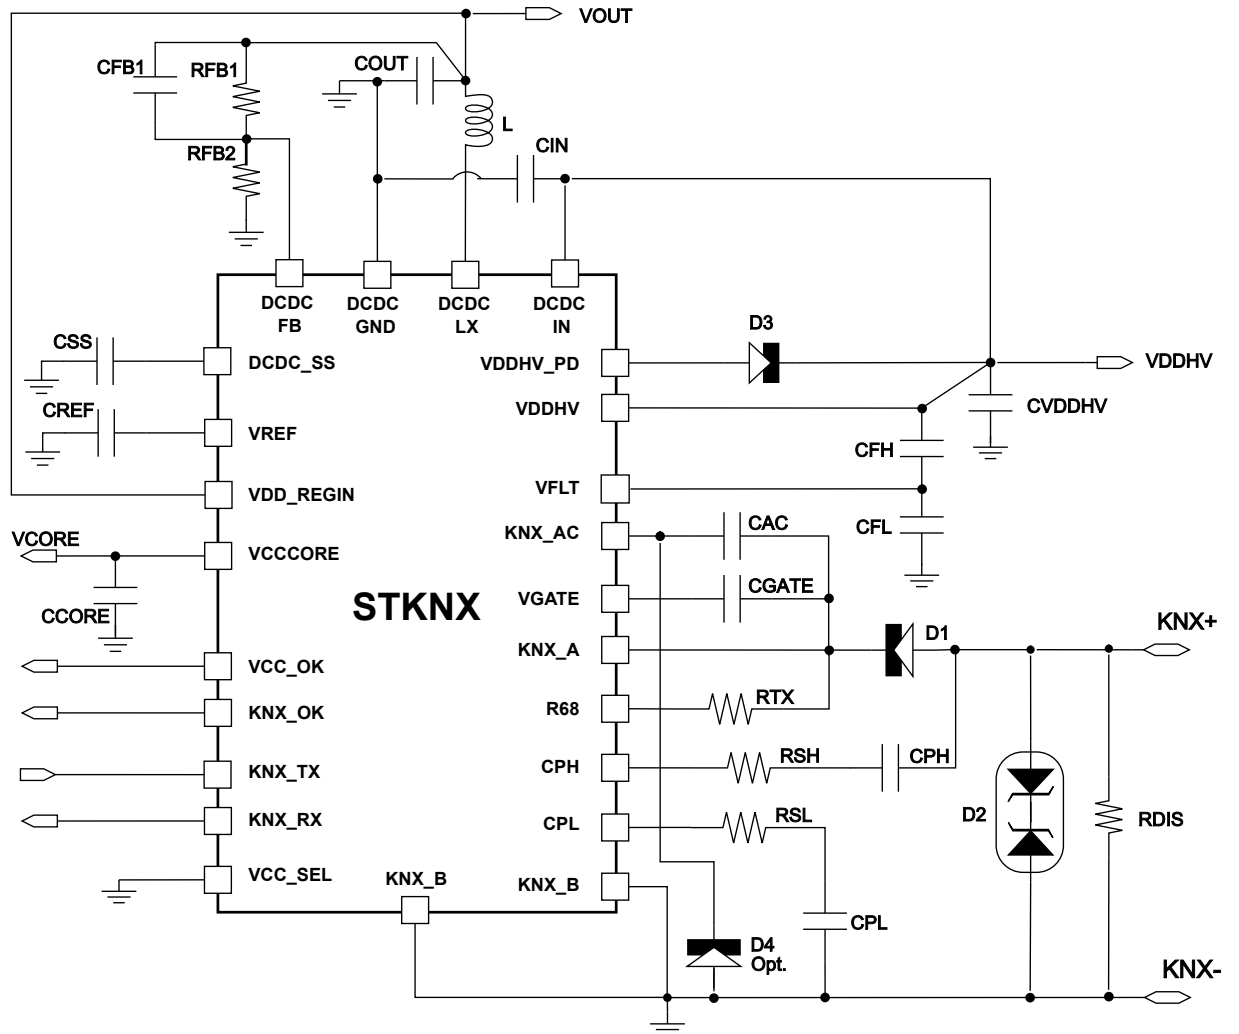 VOUT
CFB1
RFB1
COUT
L
RFB2
CIN
DCDC
FB
DCDC
GND
DCDC
LX
DCDC
IN
CSS
DCDC_SS
VDDHV_PD
D3
VDDHV
CREF
VREF
VDDHV
CVDDHV
CFH
VDD_REGIN
VFLT
CFL
VCORE
VCCCORE
KNX_AC
CAC
CCORE
STKNX
VGATE
CGATE
KNX_A
D1
KNX+
VCC_OK
KNX_OK
R68
RTX
KNX_TX
CPH
RSH
CPH
KNX_RX
CPL
RSL
D2
RDIS
VCC_SEL
KNX_B
KNX_B
CPL
D4
Opt.
KNX-